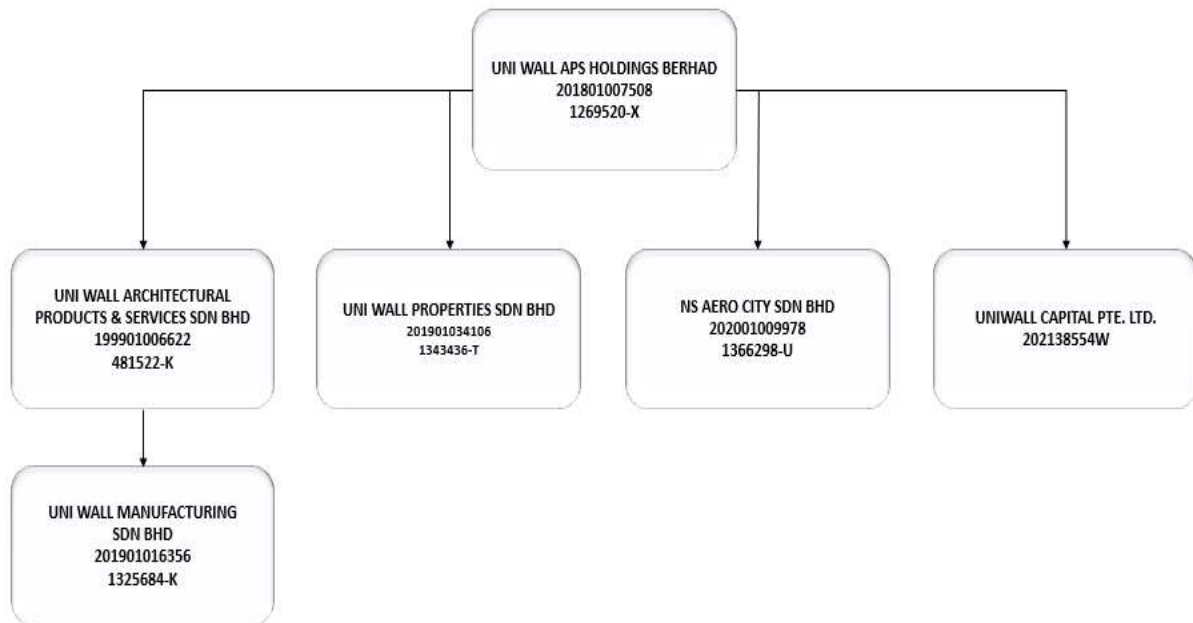 UNI WALL APS HOLDINGS BERHAD
201801007508
1269520-X
UNI WALL ARCHITECTURAL
PRODUCTS & SERVICES SDN BHD
199901006622
481522-K
UNI WALL PROPERTIES SDN BHD
201901034106
1343436-T
NS AERO CITY SDN BHD
202001009978
1366298-U
UNIWALL CAPITAL PTE. LTD.
202138554W
UNI WALL MANUFACTURING
SDN BHD
201901016356
1325684-K